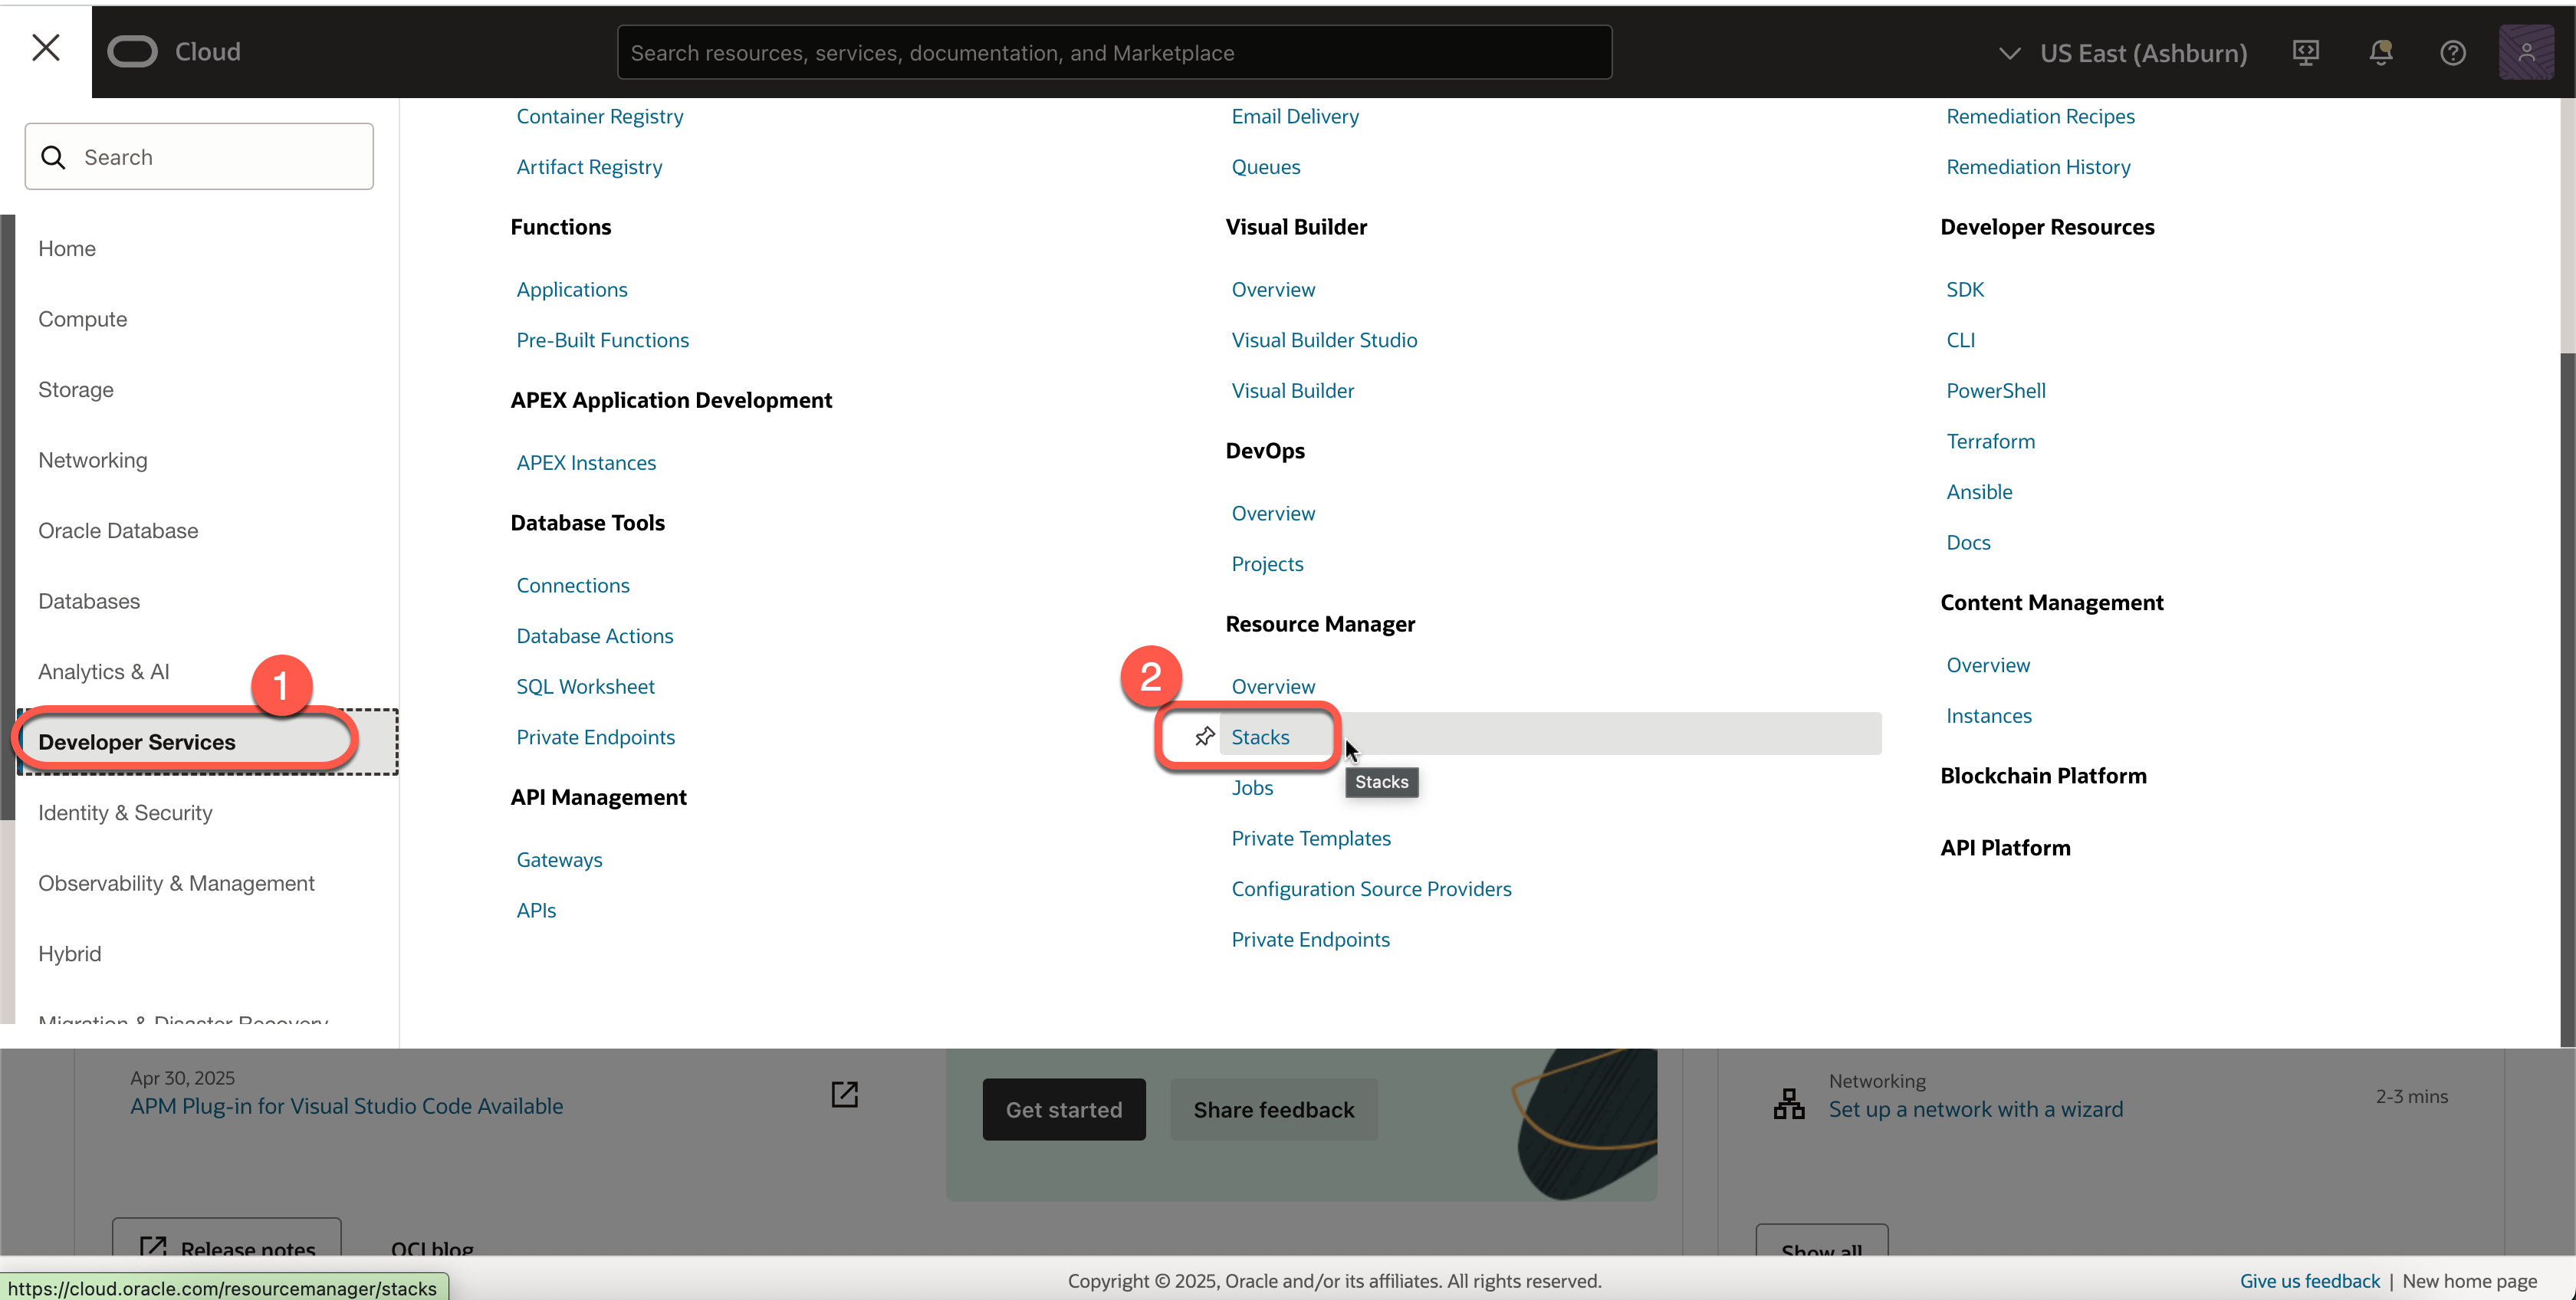 Cloud
Search resources, services, documentation, and Marketplace
US East (Ashburn)
Search
Home
Compute
Storage
Networking
Oracle Database
Databases
Analytics & AI
1
Developer Services
Identity & Security
Observability & Management
Hybrid
Migration & Disaster Recovery
Container Registry
Artifact Registry
Functions
Applications
Pre-Built Functions
APEX Application Development
APEX Instances
Database Tools
Connections
Database Actions
SQL Worksheet
Private Endpoints
API Management
Gateways
APIs
Email Delivery
Queues
Visual Builder
Overview
Visual Builder Studio
Visual Builder
DevOps
Overview
Projects
Resource Manager
2
Overview
Stacks
Stacks
Jobs
Private Templates
Configuration Source Providers
Private Endpoints
Remediation Recipes
Remediation History
Developer Resources
SDK
CLI
PowerShell
Terraform
Ansible
Docs
Content Management
Overview
Instances
Blockchain Platform
API Platform
Apr 30, 2025
APM Plug-in for Visual Studio Code Available
Get started
Share feedback
Networking
Set up a network with a wizard
2-3 mins
Release notes
OCI blog
Show all
https://cloud.oracle.com/resourcemanager/stacks
Copyright © 2025, Oracle and/or its affiliates. All rights reserved.
Give us feedback | New home page